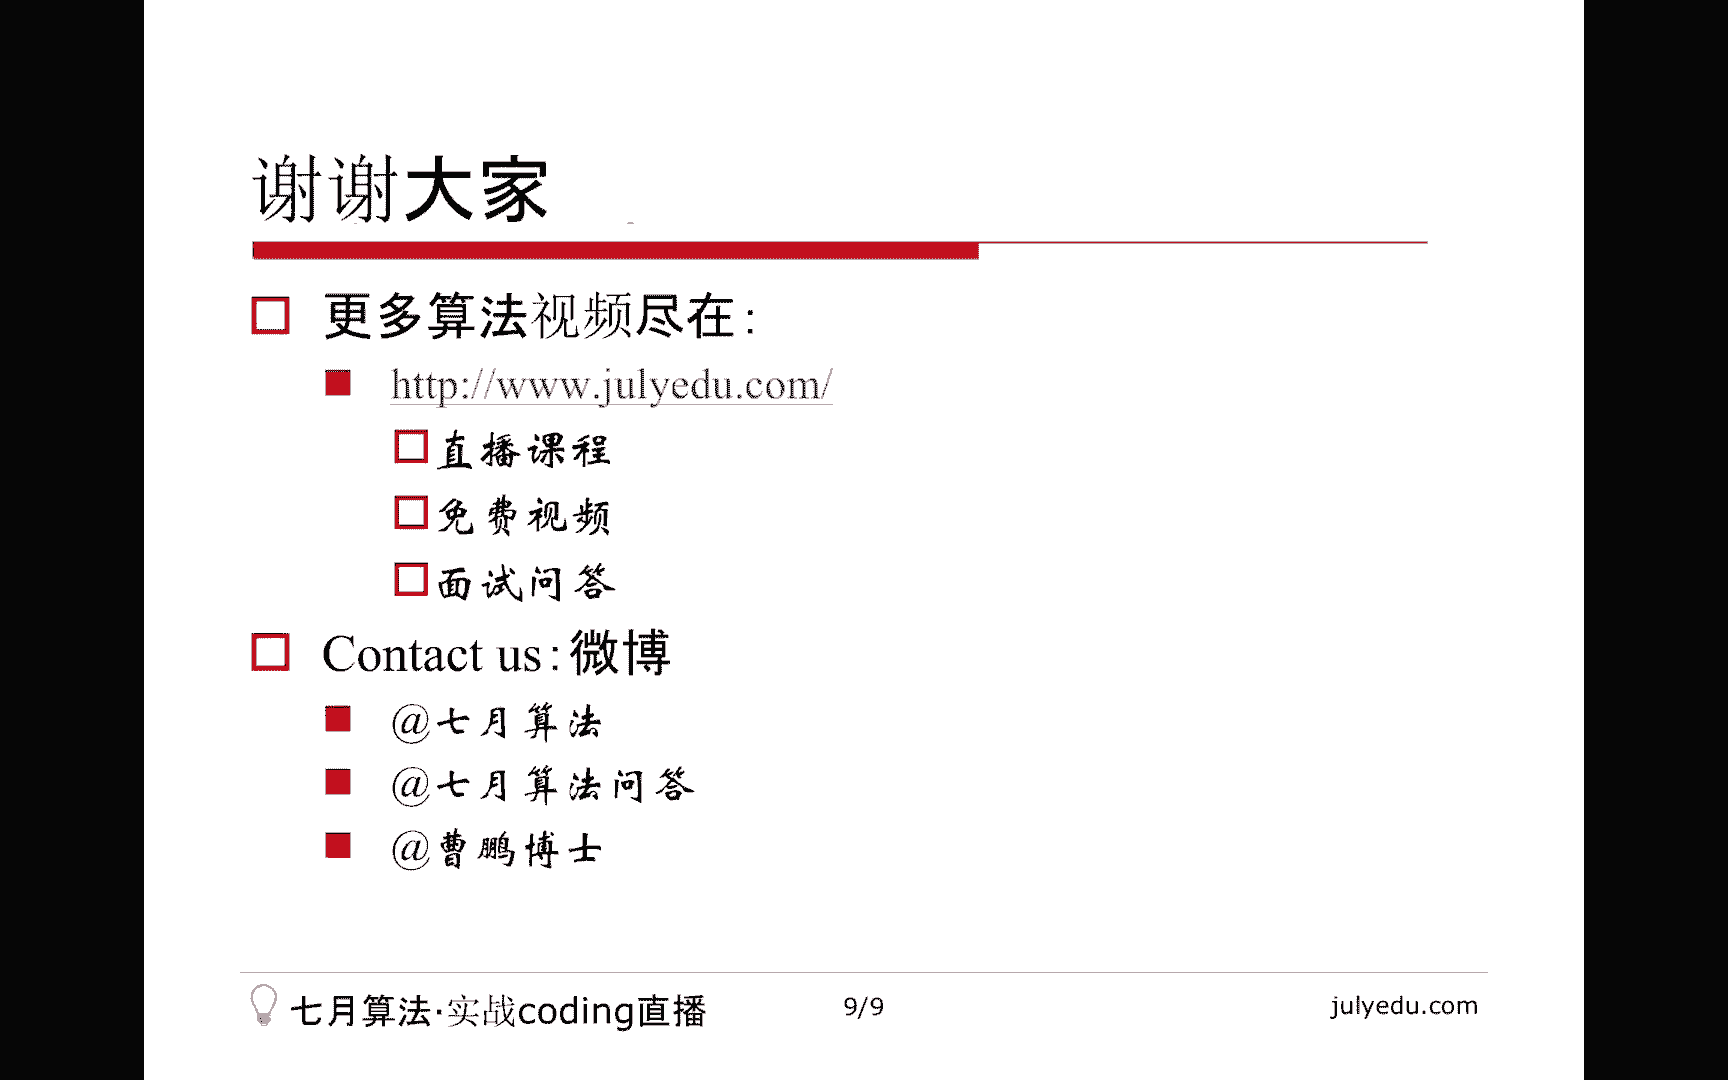 谢谢大家
更多算法视频尽在:
http://www.julyedu.com/
直播课程
免费视频
面试问答
Contact us:微博
@七月算法
@七月算法问答
@曹鹏博士
七月算法·实战coding直播
9/9
julyedu.com